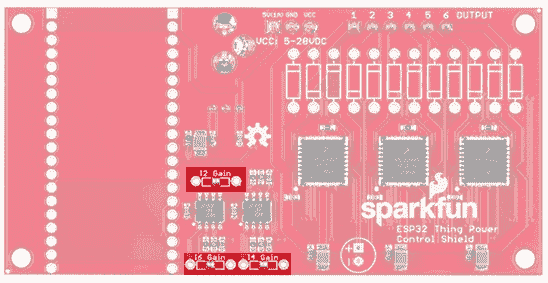 5V(IN) GND VCC 1 2 3 4 5 6 OUTPUT
VCC: 5-28VDC
I2 Gain
sparkfun
ESP32 Thing Power
Control Shield
I6 Gain I4 Gain